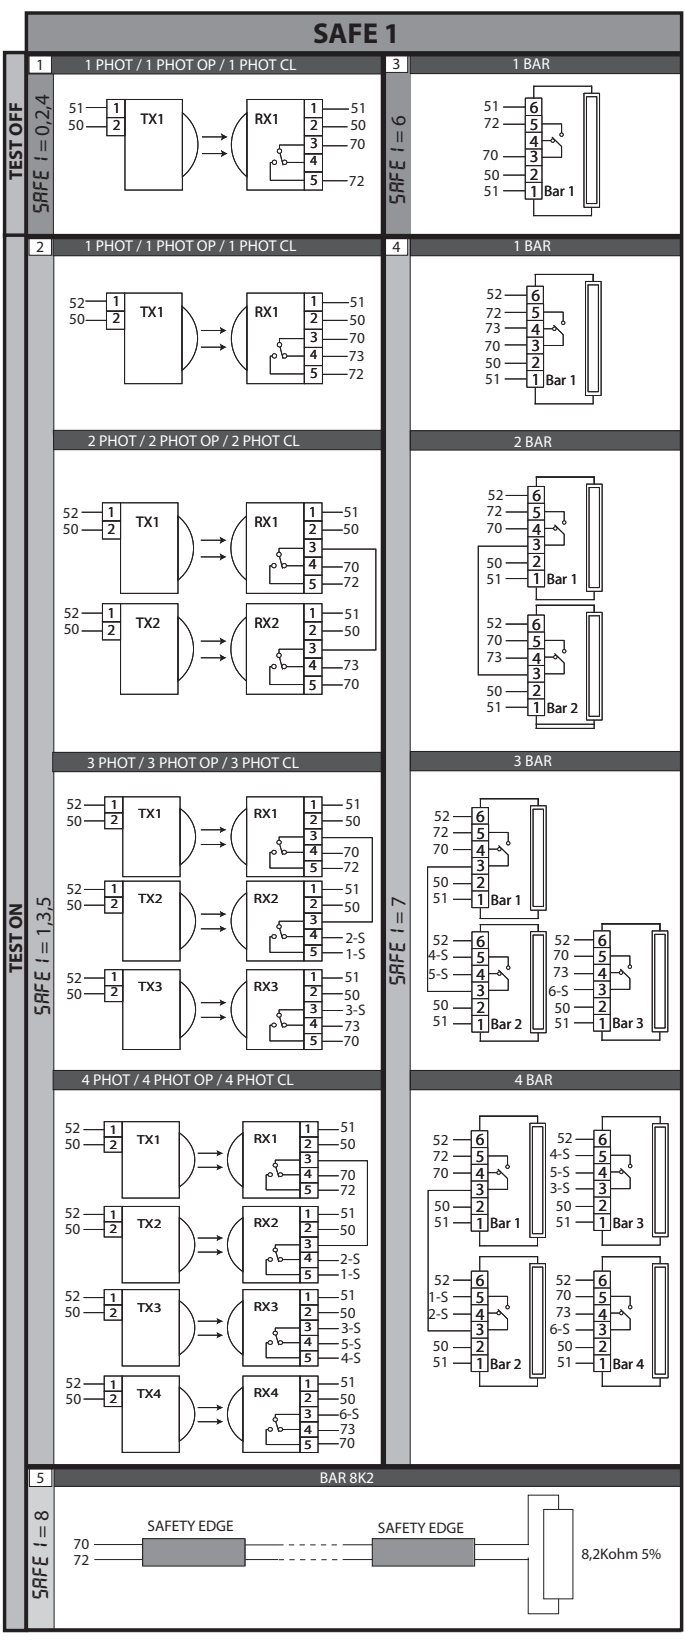 SAFE 1
TEST OFF
SAFE 1 = 0,2,4
1 1 PHOT / 1 PHOT OP / 1 PHOT CL
51 1 TX1 RX1 1 51
50 2 2 50
3 70
4
5 72
SAFE 1 = 6
3 1 BAR
51 6
72 5
4
70 3
50 2
51 1 Bar 1
TEST ON
SAFE 1 = 1,3,5
2 1 PHOT / 1 PHOT OP / 1 PHOT CL
52 1 TX1 RX1 1 51
50 2 2 50
3 70
4 73
5 72
2 PHOT / 2 PHOT OP / 2 PHOT CL
52 1 TX1 RX1 1 51
50 2 2 50
3
4 70
5 72
52 1 TX2 RX2 1 51
50 2 2 50
3
4 73
5 70
3 PHOT / 3 PHOT OP / 3 PHOT CL
52 1 TX1 RX1 1 51
50 2 2 50
3
4 70
5 72
52 1 TX2 RX2 1 51
50 2 2 50
3
4 2-S
5 1-S
52 1 TX3 RX3 1 51
50 2 2 50
3 3-S
4 73
5 70
4 PHOT / 4 PHOT OP / 4 PHOT CL
52 1 TX1 RX1 1 51
50 2 2 50
3
4 70
5 72
52 1 TX2 RX2 1 51
50 2 2 50
3
4 2-S
5 1-S
52 1 TX3 RX3 1 51
50 2 2 50
3 3-S
4 5-S
5 4-S
52 1 TX4 RX4 1 51
50 2 2 50
3 6-S
4 73
5 70
SAFE 1 = 7
4 1 BAR
52 6
72 5
73 4
70 3
50 2
51 1 Bar 1
2 BAR
52 6
72 5
70 4
3
50 2
51 1 Bar 1
52 6
70 5
73 4
3
50 2
51 1 Bar 2
3 BAR
52 6
72 5
70 4
3
50 2
51 1 Bar 1
52 6
4-S 5
5-S 4
3
50 2
51 1 Bar 2
52 6
70 5
73 4
6-S 3
50 2
51 1 Bar 3
4 BAR
52 6
72 5
70 4
3
50 2
51 1 Bar 1
52 6
4-S 5
5-S 4
3-S 3
50 2
51 1 Bar 3
52 6
1-S 5
2-S 4
3
50 2
51 1 Bar 2
52 6
70 5
73 4
6-S 3
50 2
51 1 Bar 4
SAFE 1 = 8
5 BAR 8K2
SAFETY EDGE SAFETY EDGE
70
72
8,2Kohm 5%